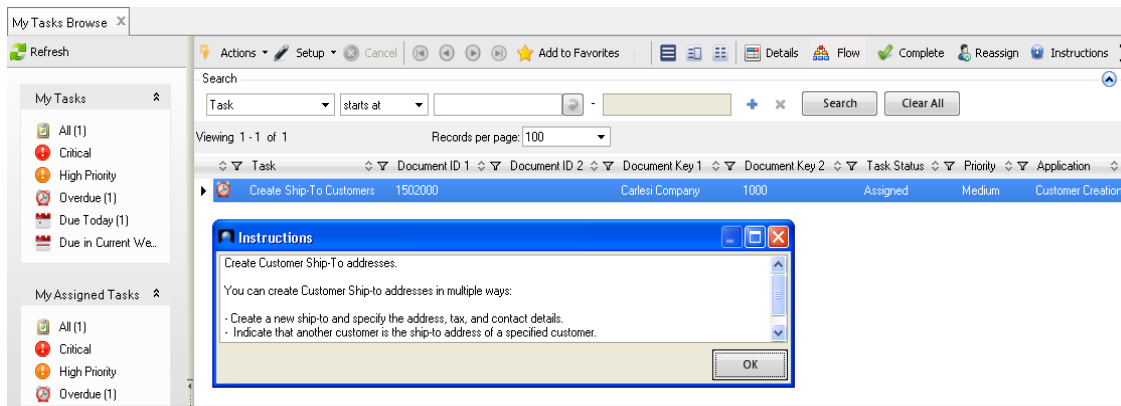 My Tasks Browse X
Refresh
Actions Setup Cancel Add to Favorites Details Flow Complete Reassign Instructions
Search
My Tasks
Task starts at - Search Clear All
All (1)
Viewing 1 - 1 of 1 Records per page: 100
Critical
High Priority
Task Document ID 1 Document ID 2 Document Key 1 Document Key 2 Task Status Priority Application
Overdue (1)
Create Ship-To Customers 1502000 Carlesi Company 1000 Assigned Medium Customer Creation
Due Today (1)
Due in Current We..
Instructions
Create Customer Ship-To addresses.
You can create Customer Ship-to addresses in multiple ways:
- Create a new ship-to and specify the address, tax, and contact details.
- Indicate that another customer is the ship-to address of a specified customer.
OK
My Assigned Tasks
All (1)
Critical
High Priority
Overdue (1)